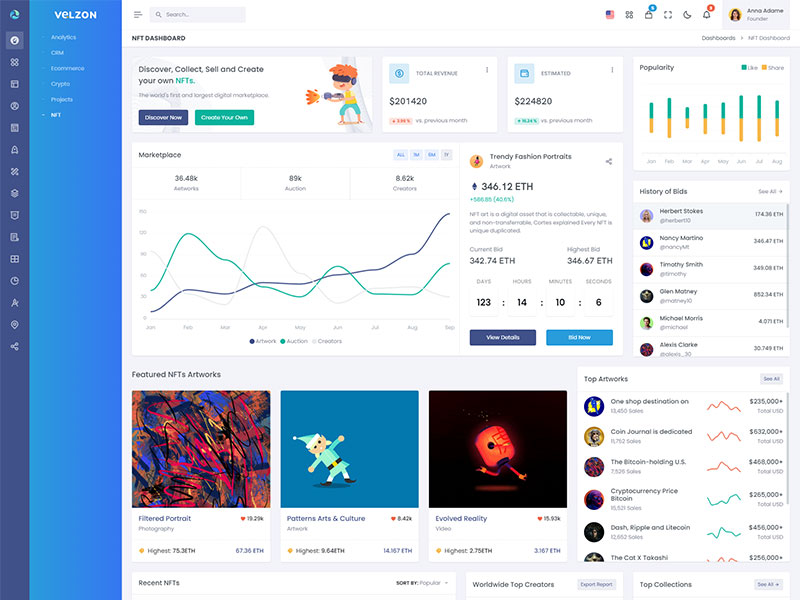 VELZON
Search...
6
Anna Adame
Founder
Analytics
CRM
Ecommerce
Crypto
Projects
NFT
NFT DASHBOARD
Dashboards > NFT Dashboard
Discover, Collect, Sell and Create
your own NFTs.
The world's first and largest digital marketplace.
Discover Now
Create Your Own
TOTAL REVENUE
$201420
vs. previous month
ESTIMATED
$224820
vs. previous month
Popularity
Like
Share
Jan Feb Mar Apr May Jun Jul Aug
Marketplace
ALL 1M 6M 1Y
36.48k
Aetworks
89k
Auction
8.62k
Creators
150
120
90
60
30
0
Jan Feb Mar Apr May Jun Jul Aug Sep
Artwork Auction Creators
Trendy Fashion Portraits
Artwork
346.12 ETH
+586.85 (40.6%)
NFT art is a digital asset that is collectable, unique,
and non-transferrable, Cortes explained Every NFT is
unique duplicated.
Current Bid
342.74 ETH
Highest Bid
346.67 ETH
DAYS HOURS MINUTES SECONDS
123 : 14 : 10 : 6
View Details
Bid Now
History of Bids
See All →
Herbert Stokes
@herbert10
174.36 ETH
Nancy Martino
@nancyMt
346.47 ETH
Timothy Smith
@timothy
349.08 ETH
Glen Matney
@matney10
852.34 ETH
Michael Morris
@michael
4.071 ETH
Alexis Clarke
@alexis_30
30.749 ETH
Featured NFTs Artworks
Filtered Portrait
19.29k
Photography
Highest: 75.3ETH
67.36 ETH
Patterns Arts & Culture
8.42k
Artwork
Highest: 9.64ETH
14.167 ETH
Evolved Reality
15.93k
Video
Highest: 2.75ETH
3.167 ETH
Top Artworks
See All
One shop destination on
13,450 Sales
$235,000+
Total USD
Coin Journal is dedicated
11,752 Sales
$632,000+
Total USD
The Bitcoin-holding U.S.
7526 Sales
$468,000+
Total USD
Cryptocurrency Price
Bitcoin
15,521 Sales
$265,000+
Total USD
Dash, Ripple and Litecoin
12,652 Sales
$456,000+
Total USD
The Cat X Takashi
$256,000+
Recent NFTs
SORT BY: Popular
Worldwide Top Creators
Export Report
Top Collections
See All →